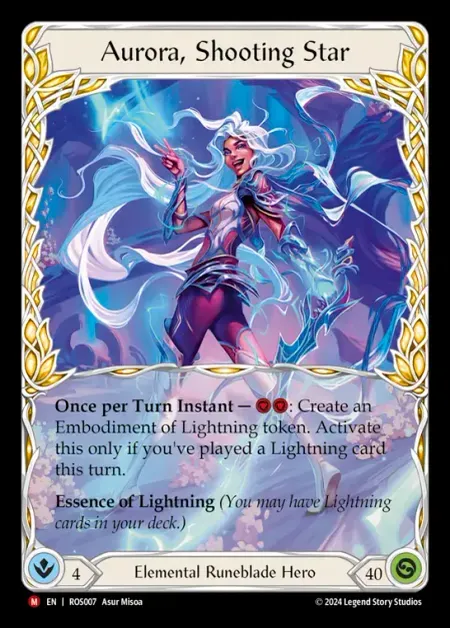 Aurora, Shooting Star
Once per Turn Instant — : Create an
Embodiment of Lightning token. Activate
this only if you've played a Lightning card
this turn.
Essence of Lightning (You may have Lightning
cards in your deck.)
4
Elemental Runeblade Hero
40
M EN | ROS007 Asur Misoa
© 2024 Legend Story Studios